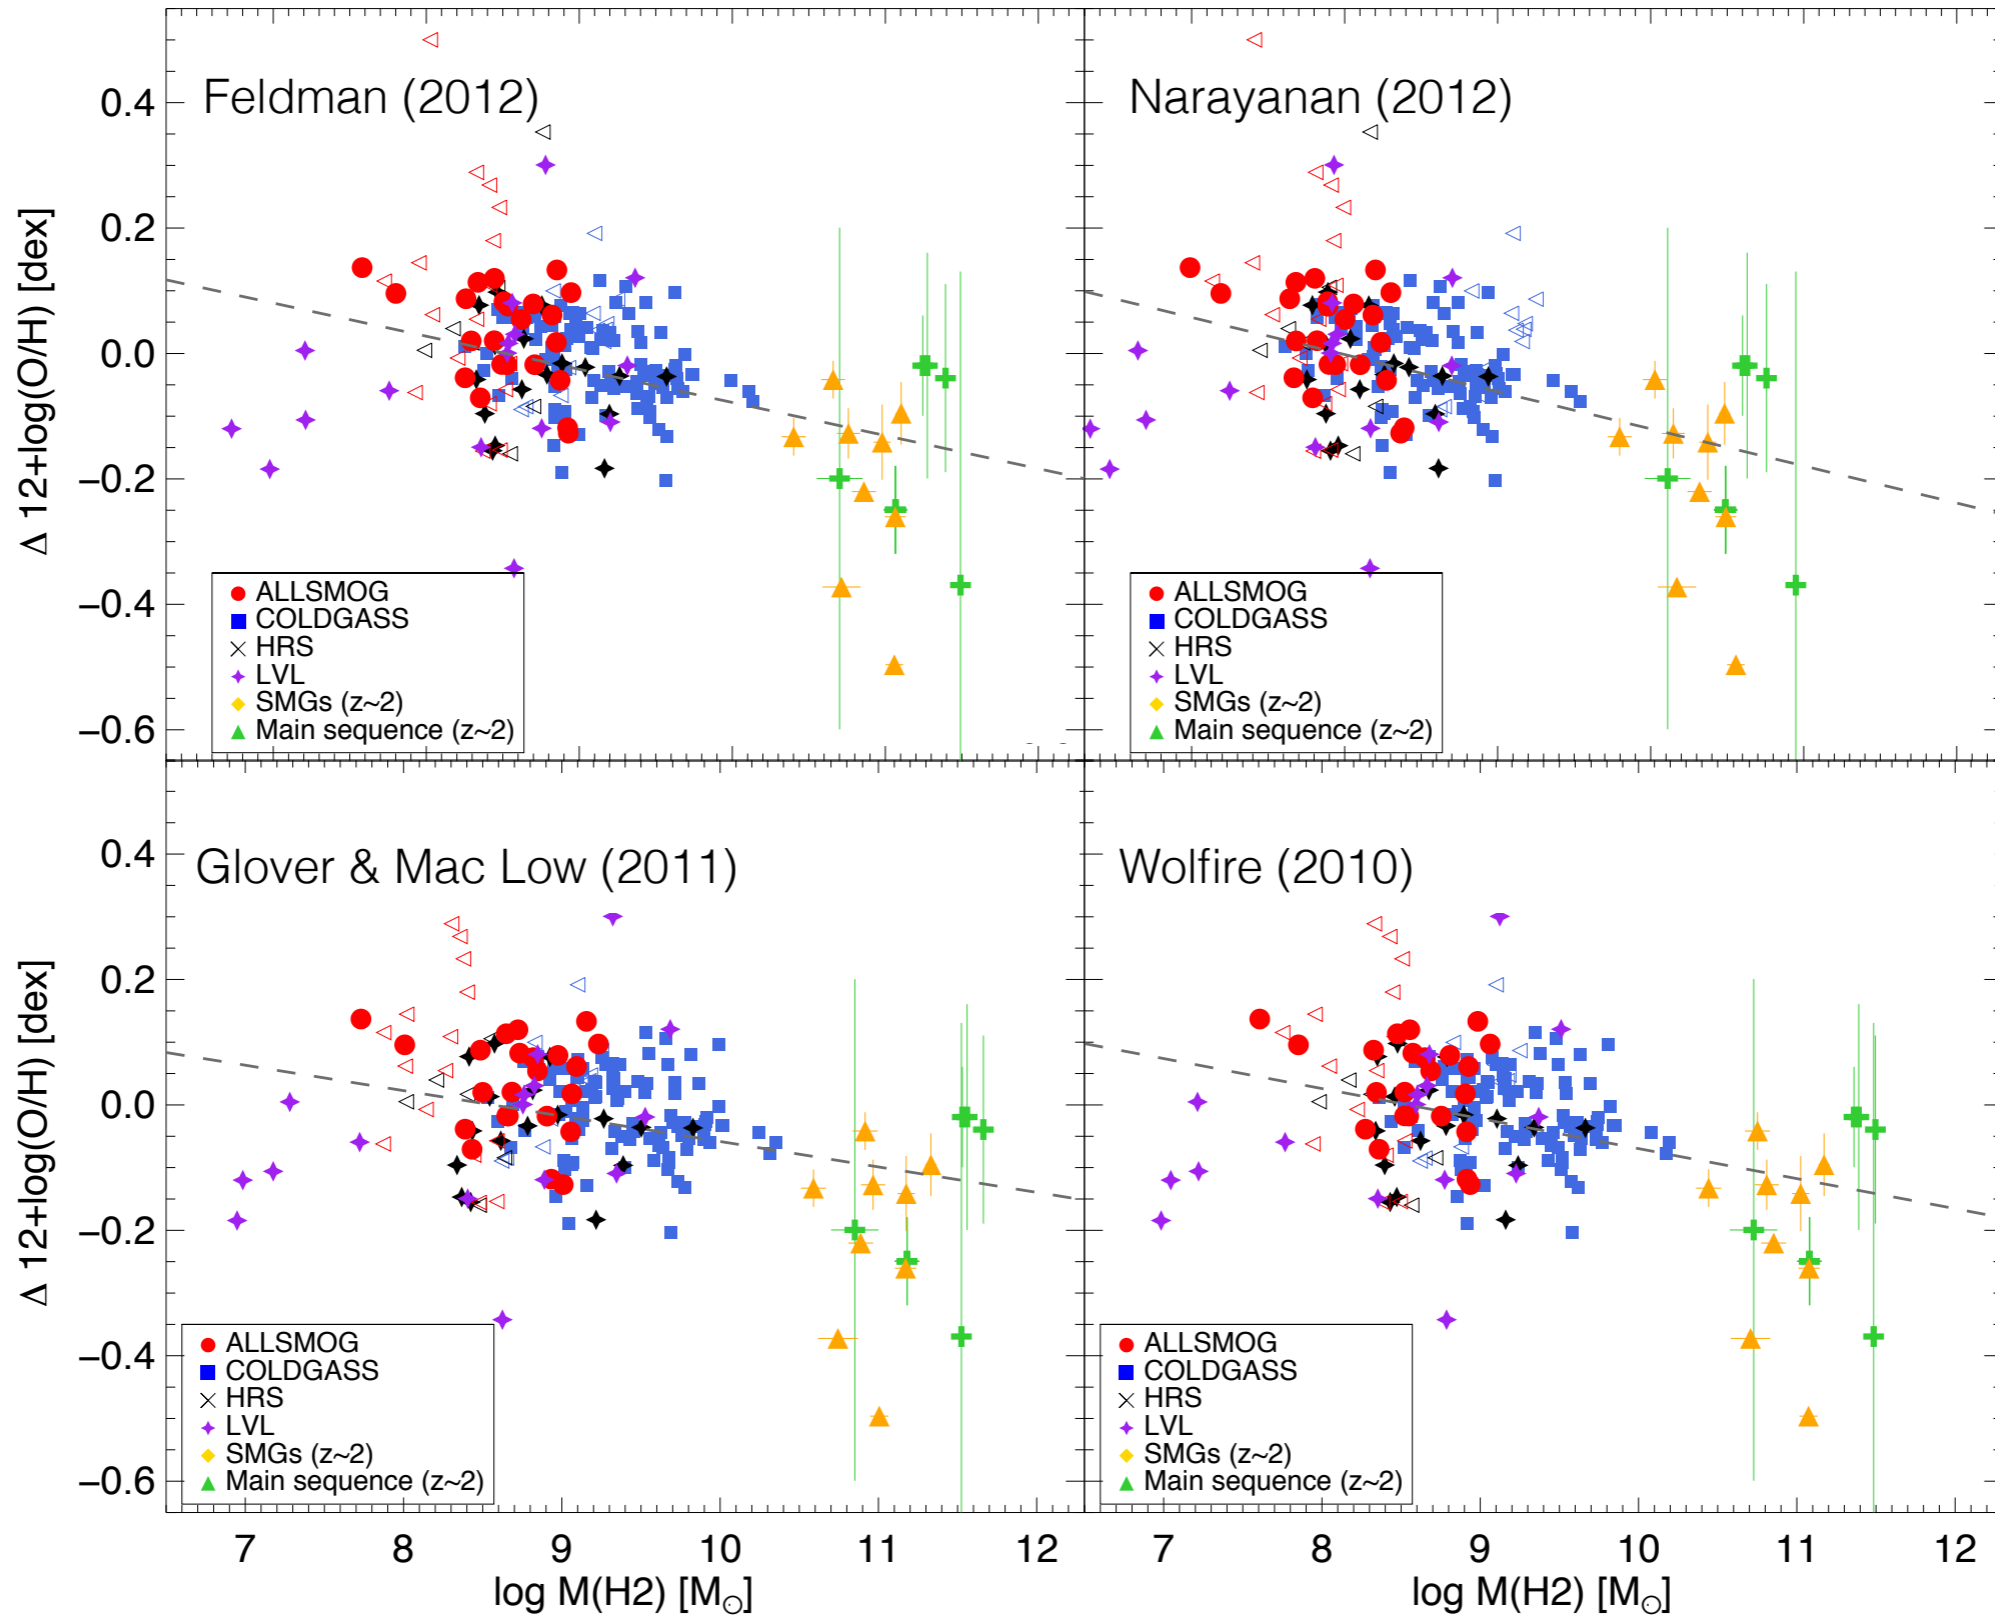 Feldman (2012)
Narayanan (2012)
Δ 12+log(O/H) [dex]
0.4
0.2
0.0
−0.2
−0.4
−0.6
ALLSMOG
COLDGASS
HRS
LVL
SMGs (z~2)
Main sequence (z~2)
ALLSMOG
COLDGASS
HRS
LVL
SMGs (z~2)
Main sequence (z~2)
Glover & Mac Low (2011)
Wolfire (2010)
Δ 12+log(O/H) [dex]
0.4
0.2
0.0
−0.2
−0.4
−0.6
ALLSMOG
COLDGASS
HRS
LVL
SMGs (z~2)
Main sequence (z~2)
ALLSMOG
COLDGASS
HRS
LVL
SMGs (z~2)
Main sequence (z~2)
7 8 9 10 11 12
7 8 9 10 11 12
log M(H2) [M☉]
log M(H2) [M☉]